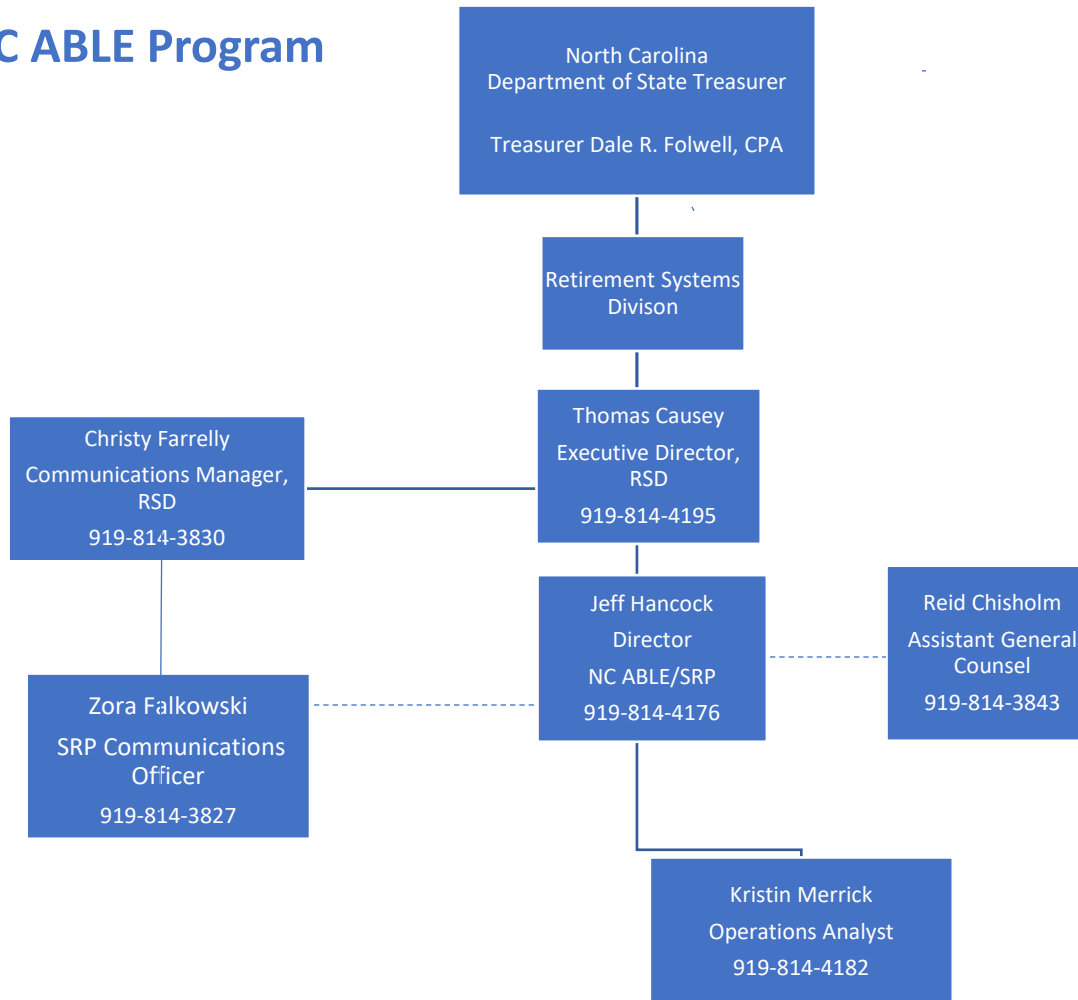 C ABLE Program
North Carolina
Department of State Treasurer
Treasurer Dale R. Folwell, CPA
Retirement Systems
Divison
Thomas Causey
Executive Director,
RSD
919-814-4195
Christy Farrelly
Communications Manager,
RSD
919-814-3830
Jeff Hancock
Director
NC ABLE/SRP
919-814-4176
Reid Chisholm
Assistant General
Counsel
919-814-3843
Zora Falkowski
SRP Communications
Officer
919-814-3827
Kristin Merrick
Operations Analyst
919-814-4182